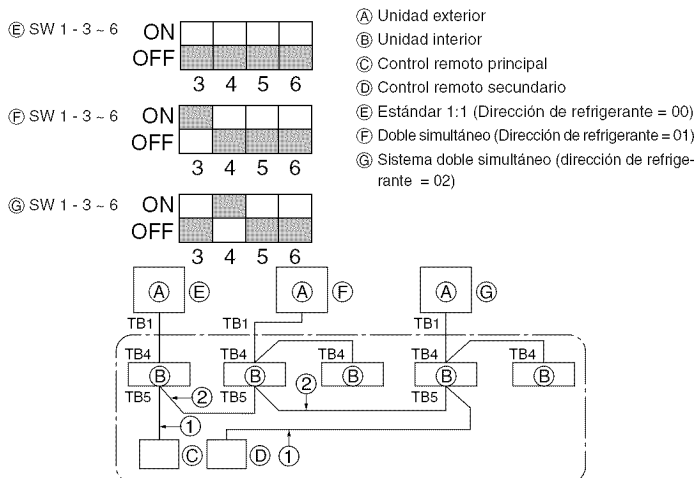 Ⓔ SW 1 - 3 ~ 6 ON
OFF
3 4 5 6
Ⓕ SW 1 - 3 ~ 6 ON
OFF
3 4 5 6
Ⓖ SW 1 - 3 ~ 6 ON
OFF
3 4 5 6
Ⓐ Unidad exterior
Ⓑ Unidad interior
Ⓒ Control remoto principal
Ⓓ Control remoto secundario
Ⓔ Estándar 1:1 (Dirección de refrigerante = 00)
Ⓕ Doble simultáneo (Dirección de refrigerante = 01)
Ⓖ Sistema doble simultáneo (dirección de refrige-
rante = 02)
Ⓐ Ⓔ Ⓐ Ⓕ Ⓐ Ⓖ
TB1 TB1 TB1
TB4 TB4 TB4 TB4 TB4
Ⓑ Ⓑ Ⓑ Ⓑ Ⓑ
TB5 ② TB5 ② TB5
①
Ⓒ Ⓓ ①